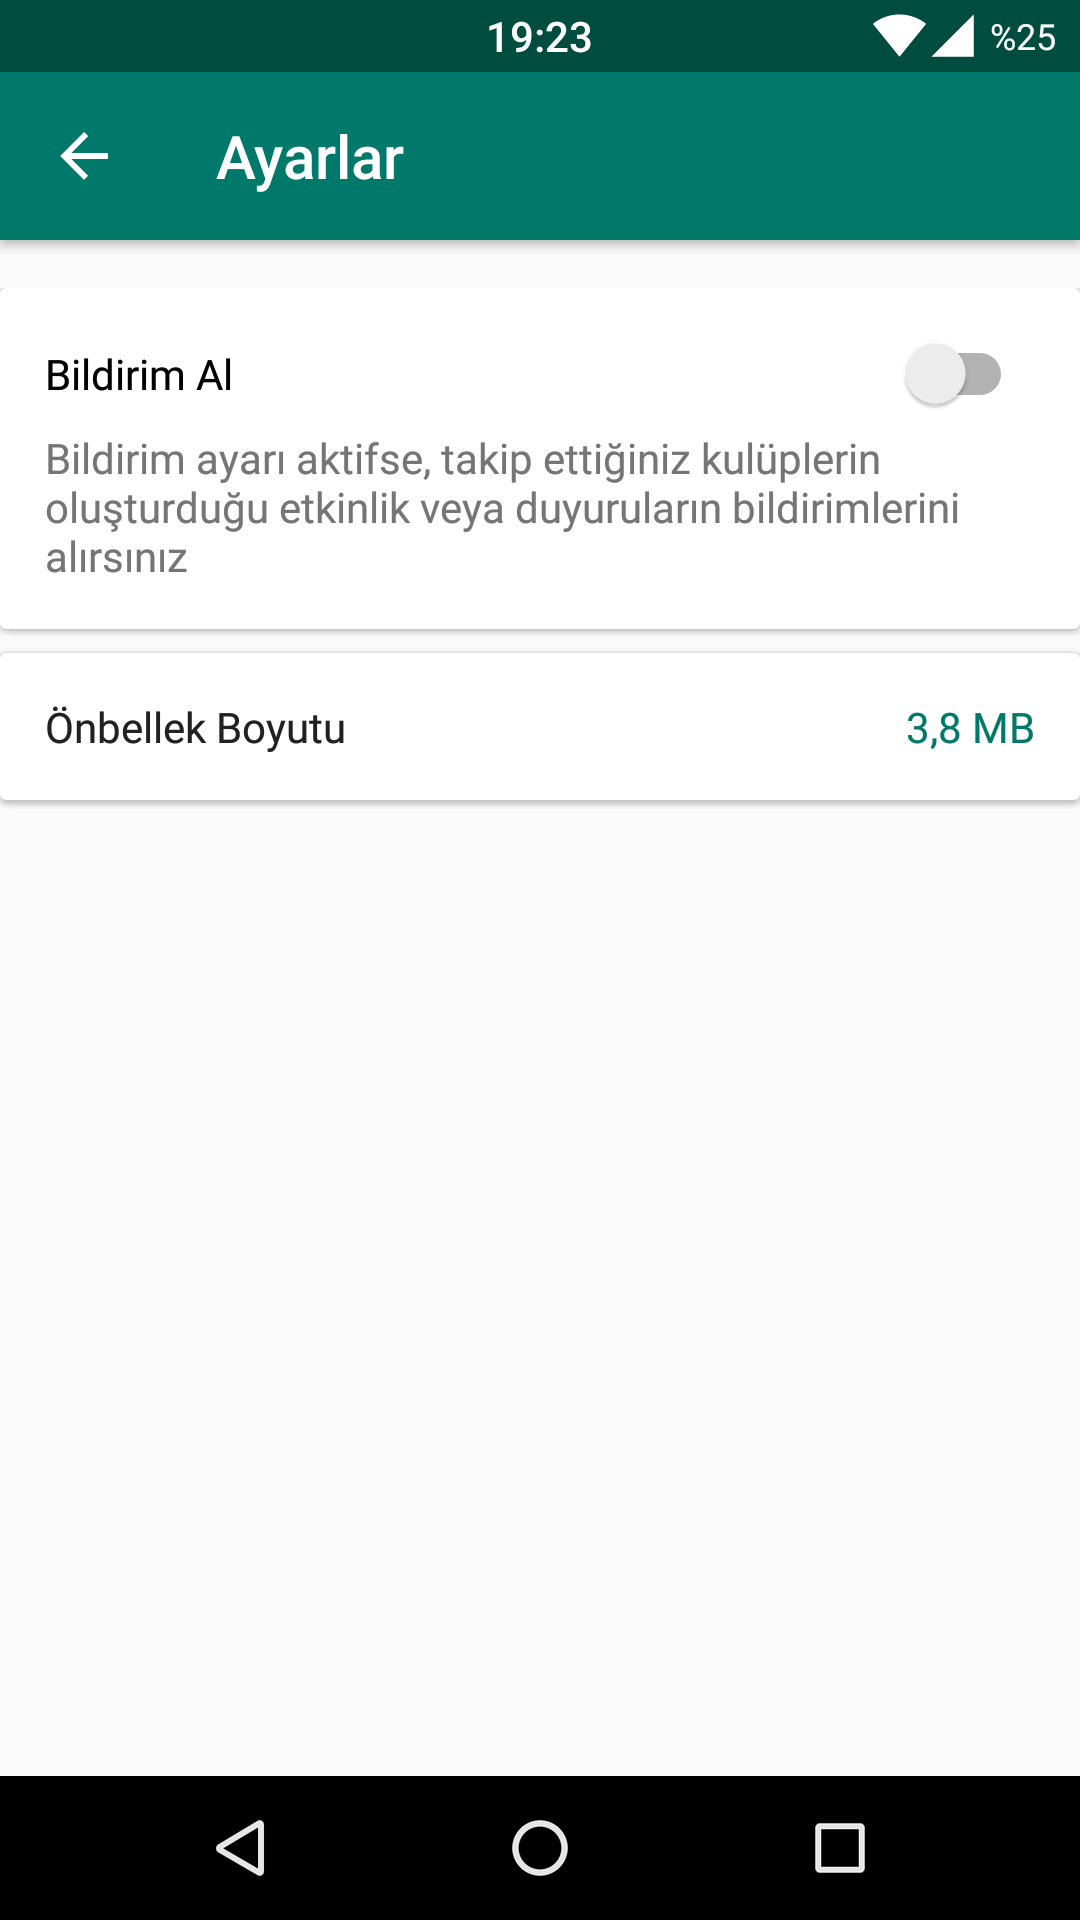 19:23
%25
Ayarlar
Bildirim Al
Bildirim ayarı aktifse, takip ettiğiniz kulüplerin
oluşturduğu etkinlik veya duyuruların bildirimlerini
alırsınız
Önbellek Boyutu
3,8 MB